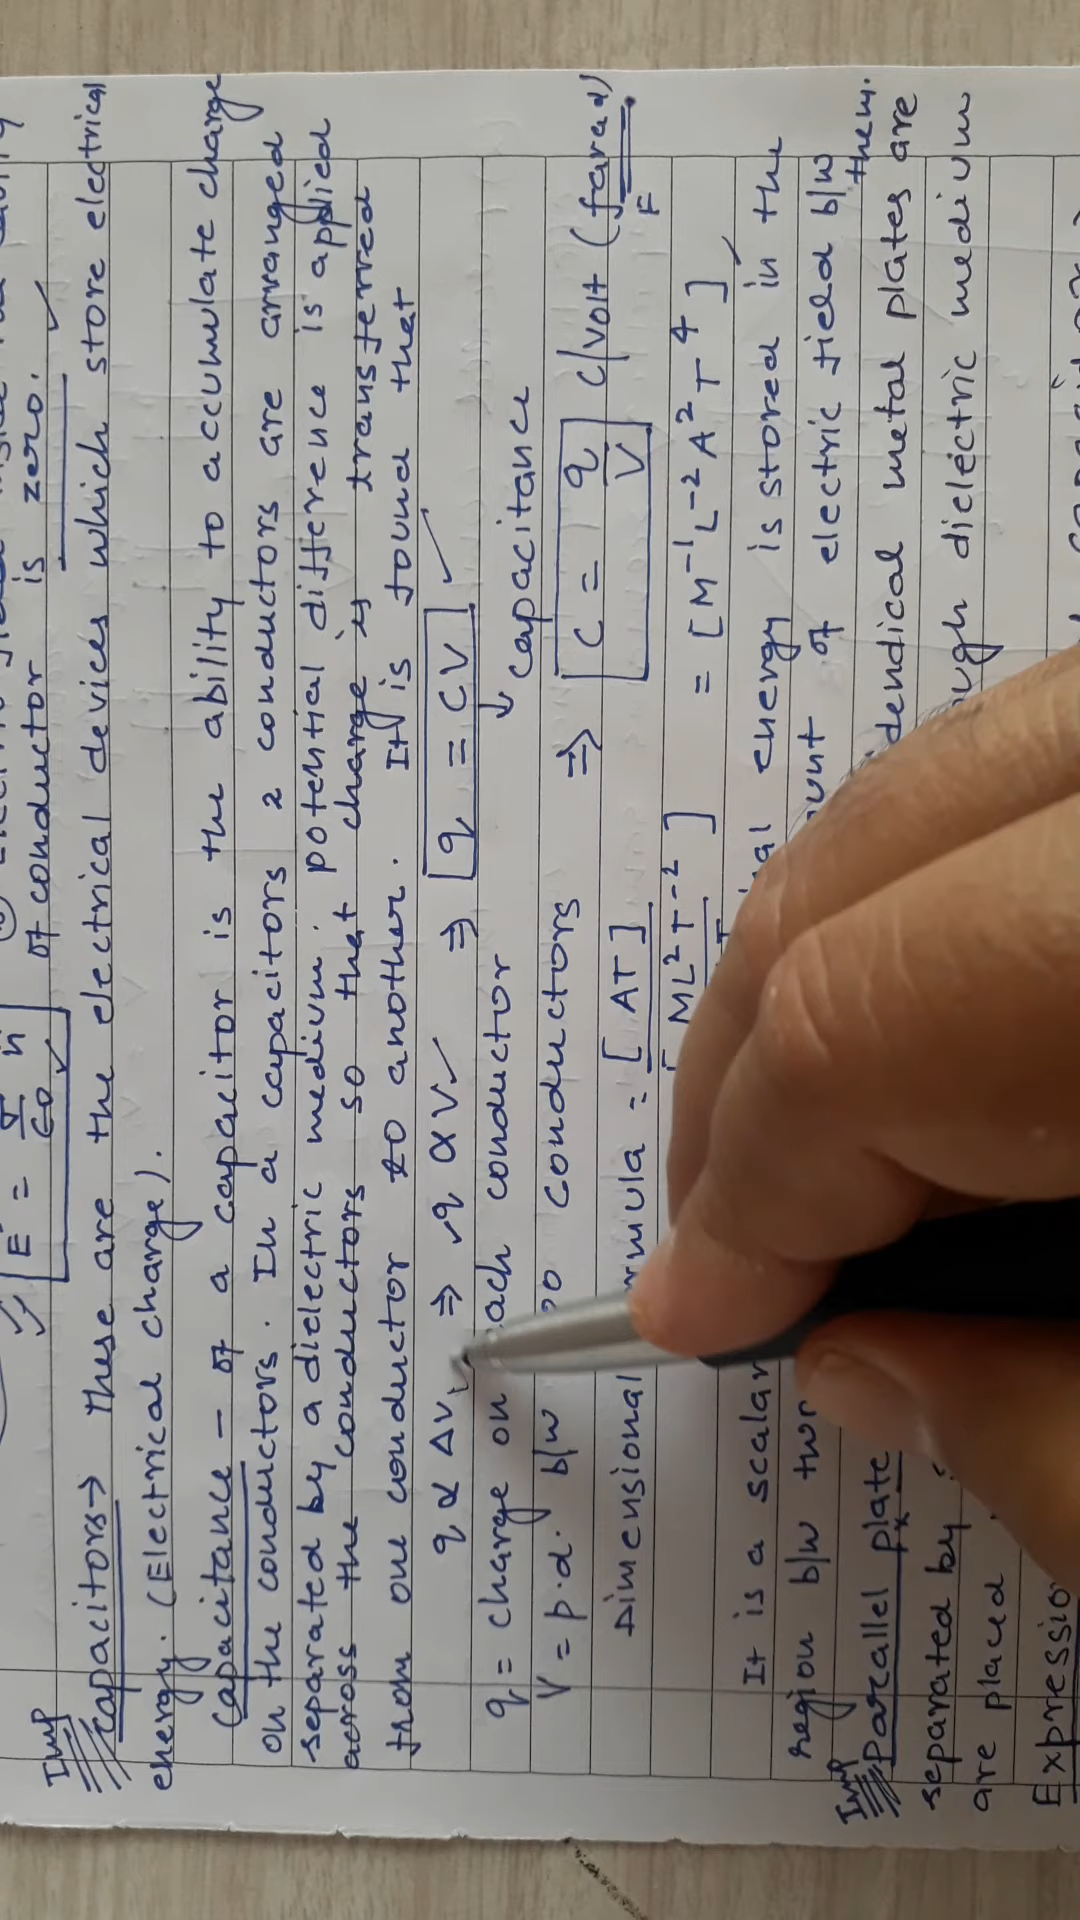 E = σ/ε0 n̂
of conductor is zero.
Imp
Capacitors → These are the electrical devices which store electrical
energy. (Electrical charge).
Capacitance - of a capacitor is the ability to accumulate charge
on the conductors. In a capacitors 2 conductors are arranged
separated by a dielectric medium. potential difference is applied
across the conductors so that charge is transferred
from one conductor to another. It is found that
q α ΔV, ⇒ q α V ⇒ q = CV
q = charge on each conductor capacitance
V = p.d. b/w conductors ⇒ C = q/V C/Volt (farad)
F
Dimensional = [AT]
[ML²T⁻²] = [M⁻¹L⁻²A²T⁴]
It is a scalar energy is stored in the
region b/w two of electric field b/w
them.
Imp
Parallel plate metal plates are
separated by dielectric medium
are placed